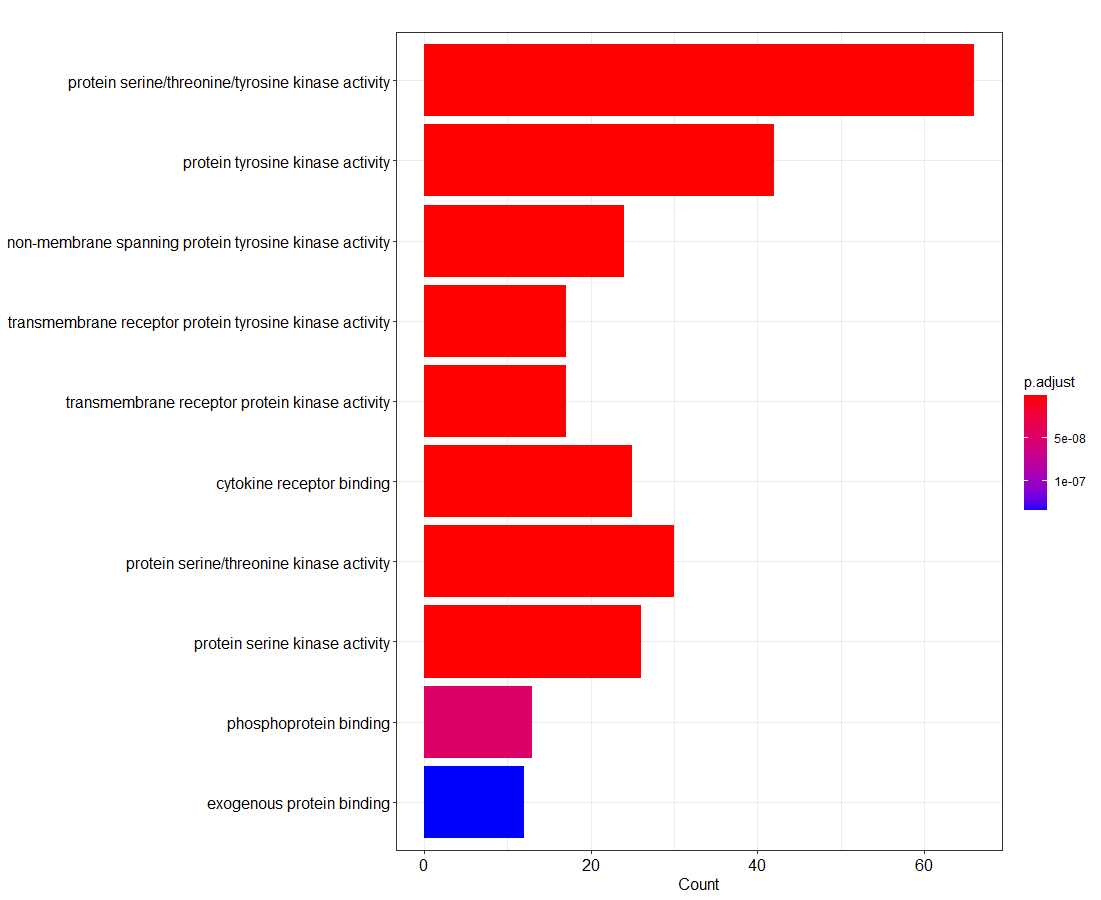 protein serine/threonine/tyrosine kinase activity
protein tyrosine kinase activity
non-membrane spanning protein tyrosine kinase activity
transmembrane receptor protein tyrosine kinase activity
transmembrane receptor protein kinase activity
cytokine receptor binding
protein serine/threonine kinase activity
protein serine kinase activity
phosphoprotein binding
exogenous protein binding
0 20 40 60
Count
p.adjust
5e-08
1e-07